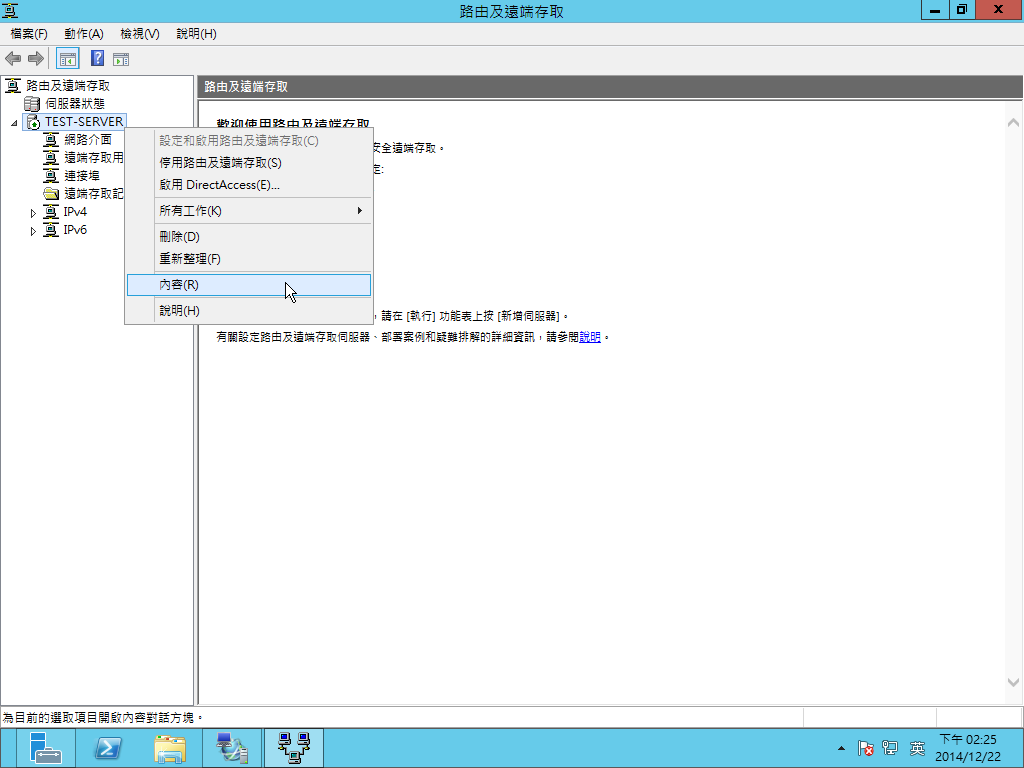 路由及遠端存取
檔案(F) 動作(A) 檢視(V) 說明(H)
路由及遠端存取
伺服器狀態
TEST-SERVER
網路介面
遠端存取用
連接埠
遠端存取記
IPv4
IPv6
路由及遠端存取
歡迎使用路由及遠端存取
安全遠端存取。
定:
設定和啟用路由及遠端存取(C)
停用路由及遠端存取(S)
啟用 DirectAccess(E)...
所有工作(K)
刪除(D)
重新整理(F)
內容(R)
說明(H)
,請在 [執行] 功能表上按 [新增伺服器]。
有關設定路由及遠端存取伺服器、部署案例和疑難排解的詳細資訊,請參閱說明。
為目前的選取項目開啟內容對話方塊。
英
下午 02:25
2014/12/22